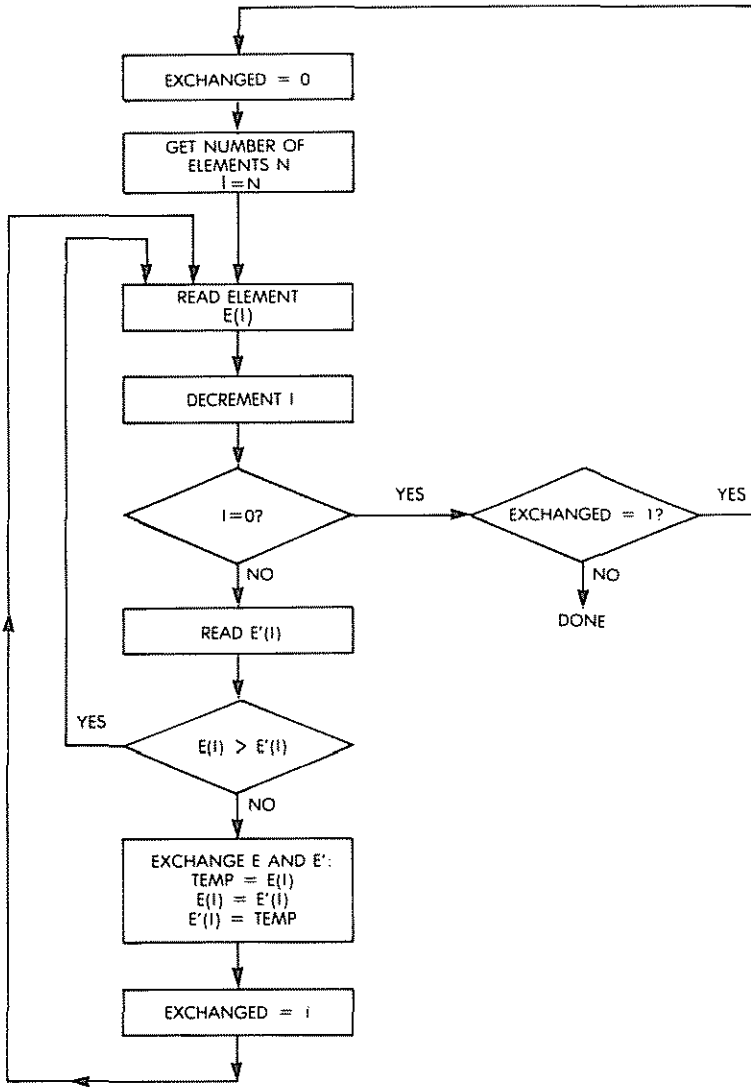 EXCHANGED = 0
GET NUMBER OF
ELEMENTS N
I=N
READ ELEMENT
E(I)
DECREMENT I
I=0?
YES
EXCHANGED = 1?
YES
NO
NO
READ E'(I)
DONE
YES
E(I) > E'(I)
NO
EXCHANGE E AND E':
TEMP = E(I)
E(I) = E'(I)
E'(I) = TEMP
EXCHANGED = i